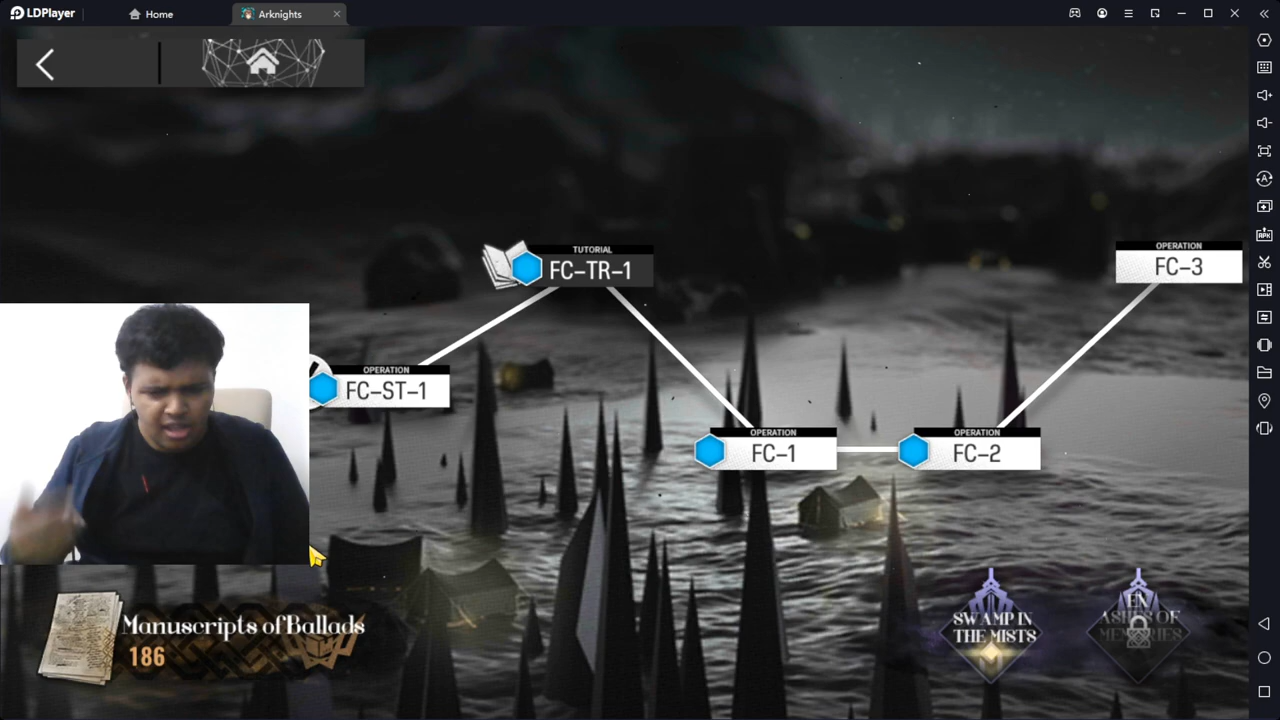 LDPlayer
Home
Arknights
TUTORIAL
FC-TR-1
OPERATION
FC-3
OPERATION
FC-ST-1
OPERATION
FC-1
OPERATION
FC-2
Manuscripts of Ballads
186
SWAMP IN
THE MISTS
EN
ASHES OF
MEMORIES
APK